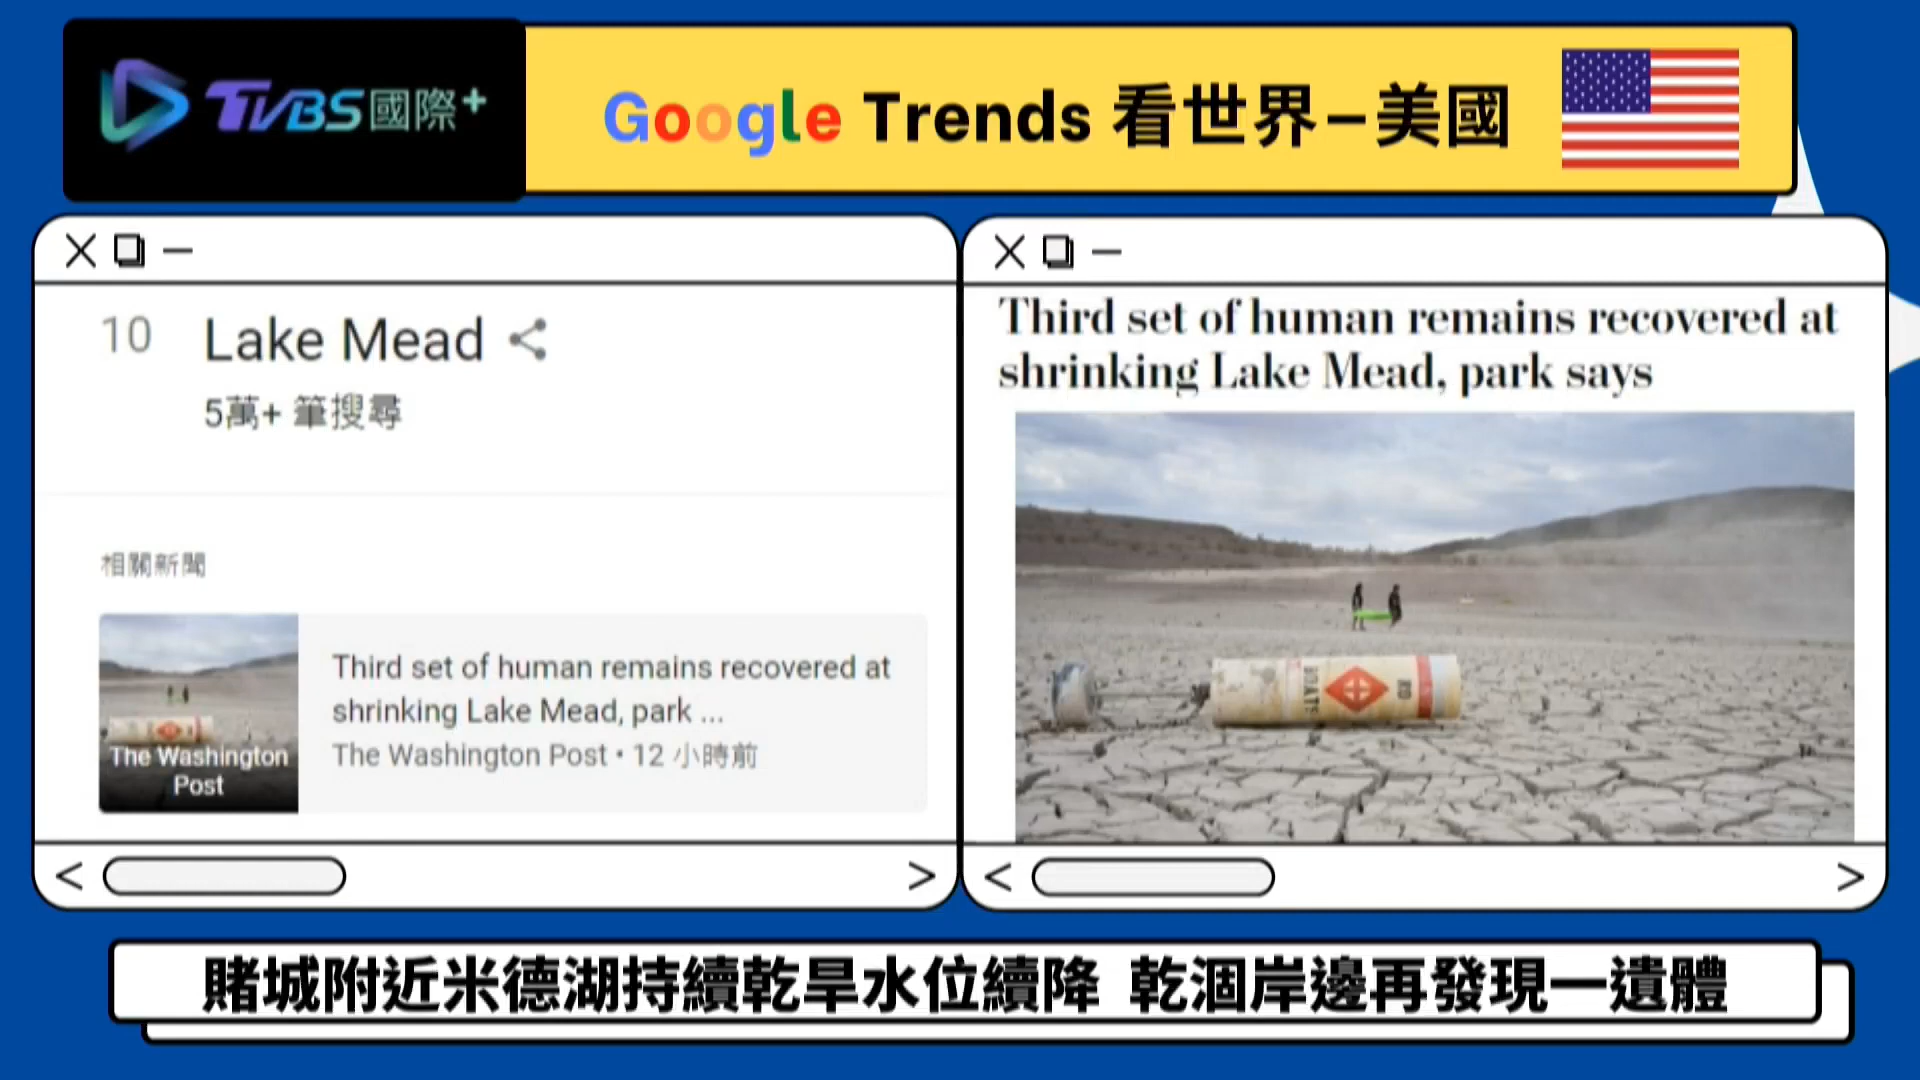 TVBS國際+
Google Trends 看世界-美國
10
Lake Mead
5萬+ 筆搜尋
相關新聞
The Washington
Post
Third set of human remains recovered at
shrinking Lake Mead, park ...
The Washington Post • 12 小時前
Third set of human remains recovered at
shrinking Lake Mead, park says
賭城附近米德湖持續乾旱水位續降 乾涸岸邊再發現一遺體